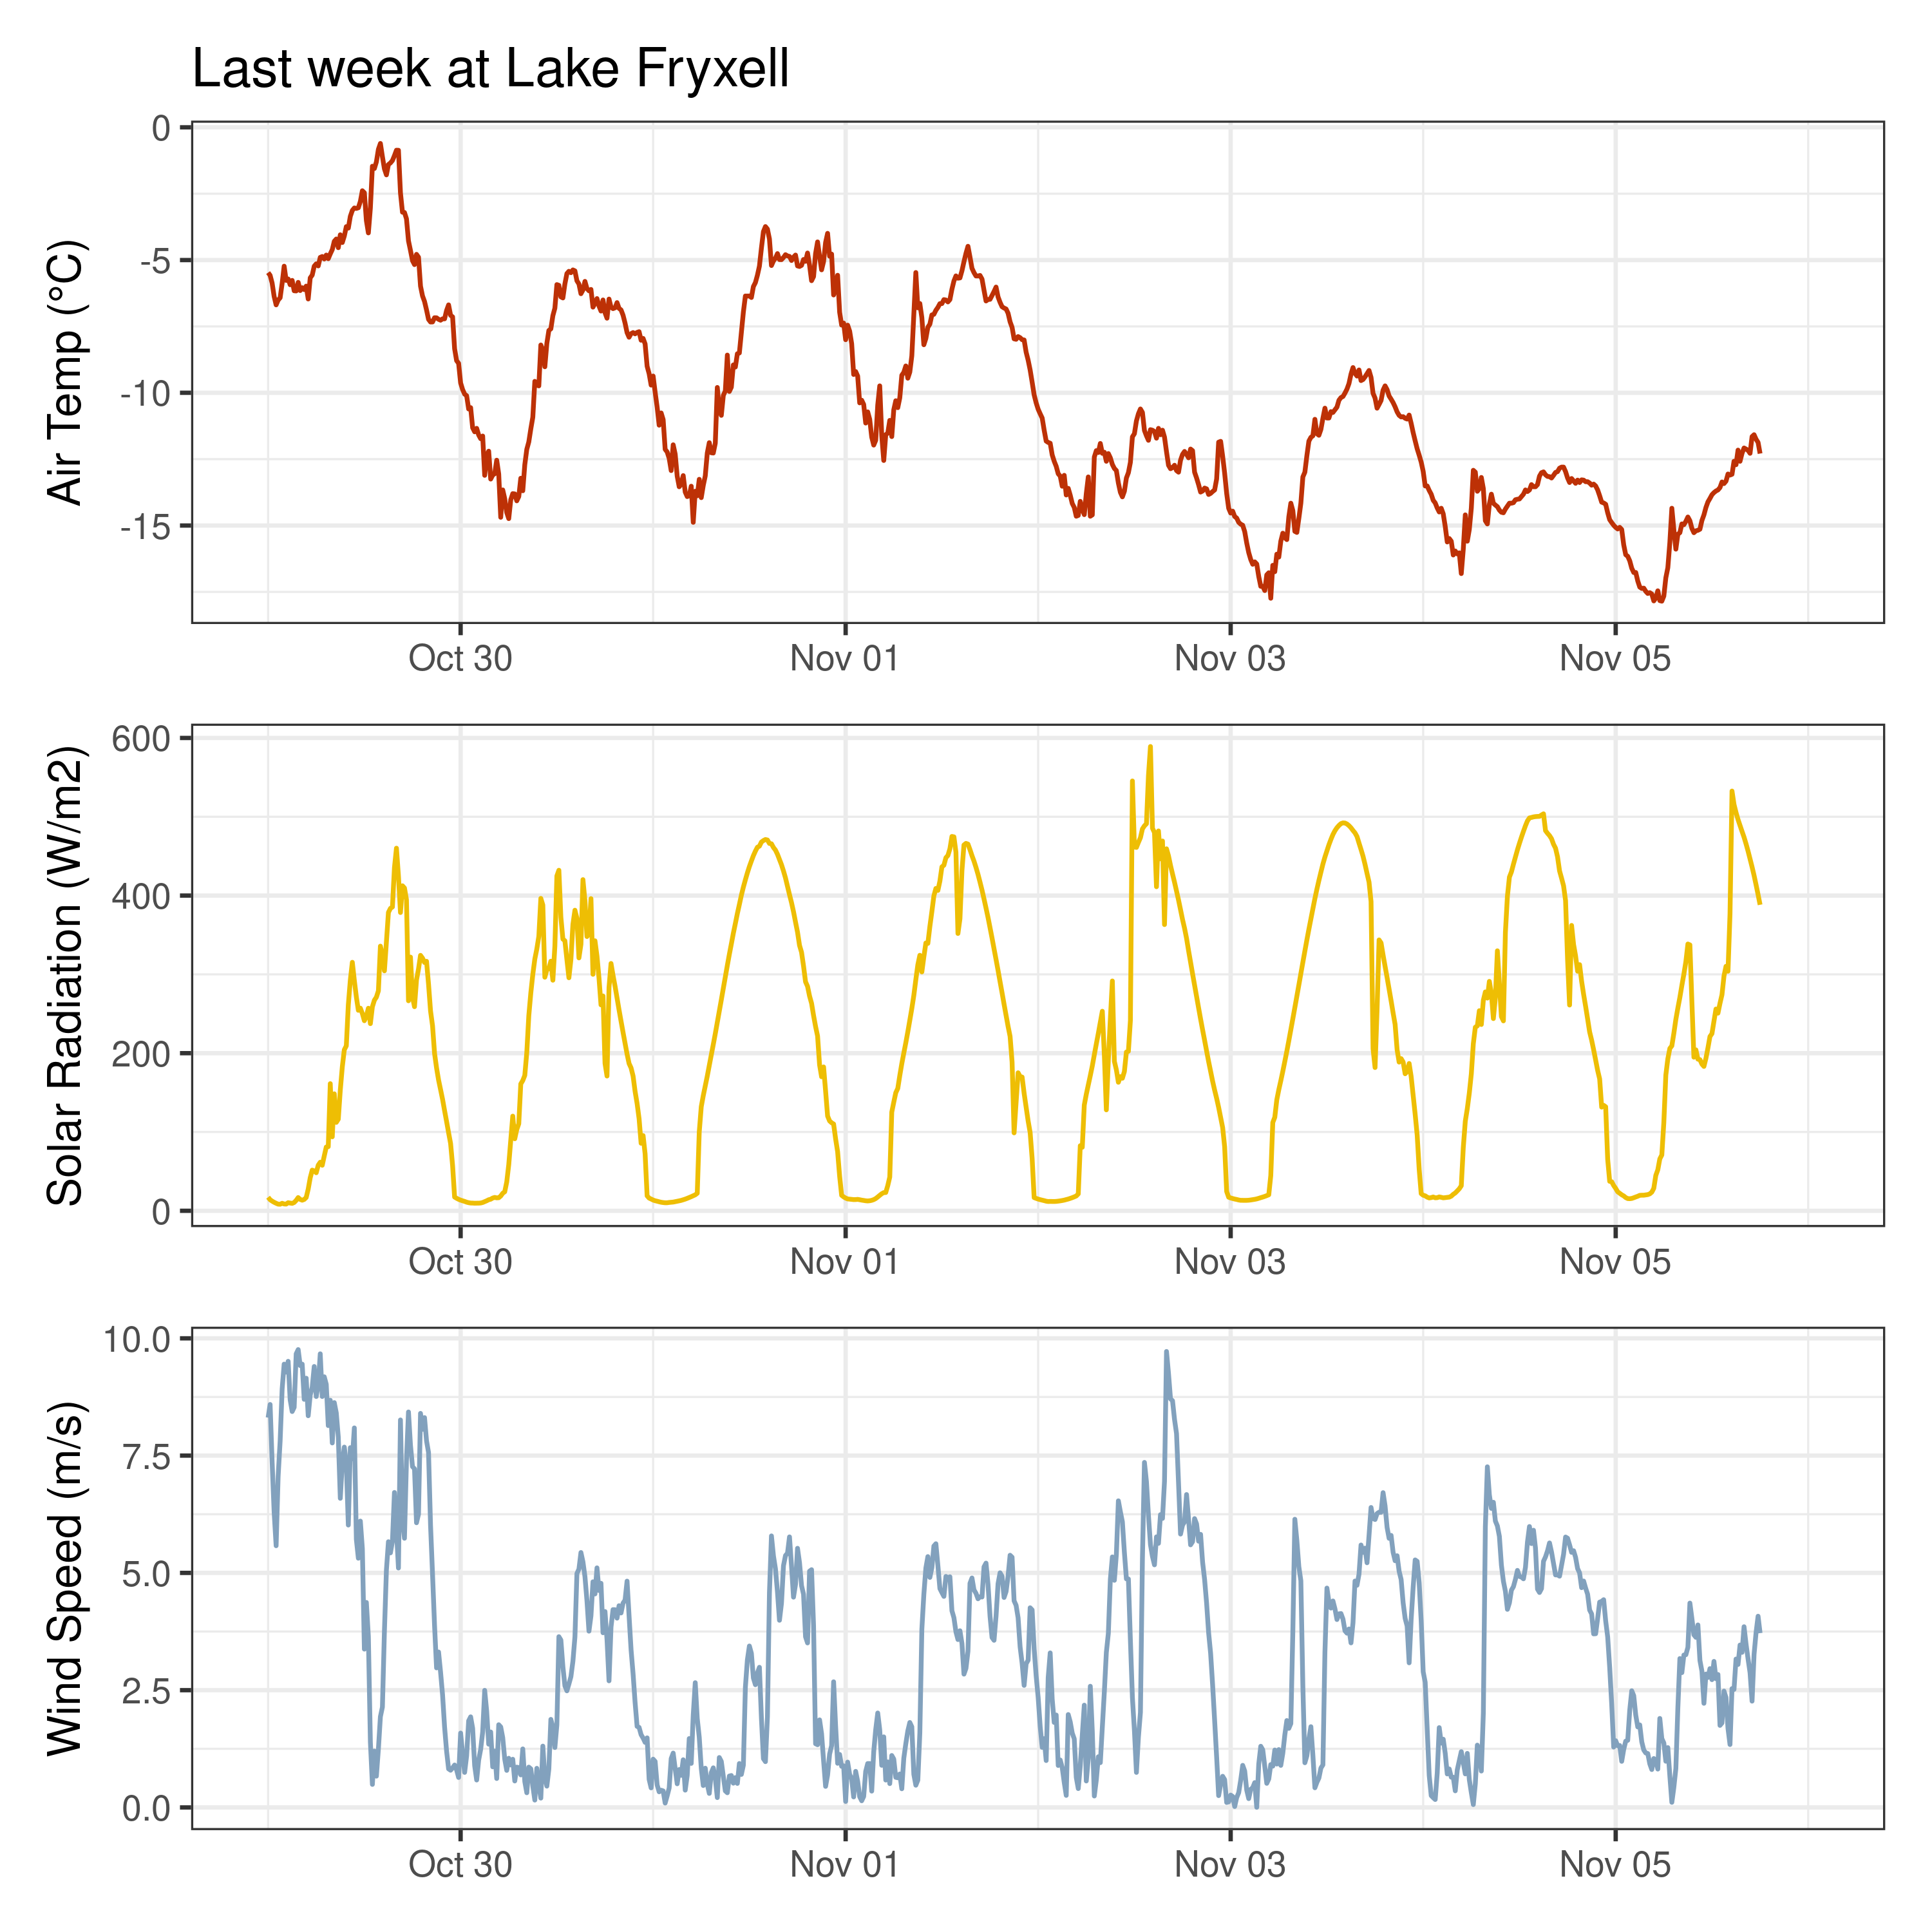 Last week at Lake Fryxell
Air Temp (°C)
0
-5
-10
-15
Oct 30 Nov 01 Nov 03 Nov 05
Solar Radiation (W/m2)
600
400
200
0
Oct 30 Nov 01 Nov 03 Nov 05
Wind Speed (m/s)
10.0
7.5
5.0
2.5
0.0
Oct 30 Nov 01 Nov 03 Nov 05